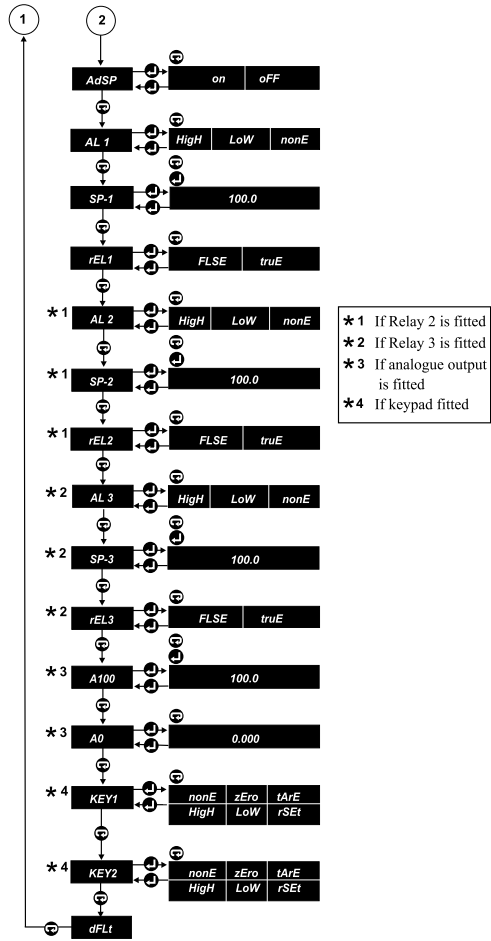 1
2
AdSP on oFF
AL 1 HigH LoW nonE
SP-1 100.0
rEL1 FLSE truE
*1 AL 2 HigH LoW nonE
*1 If Relay 2 is fitted
*2 If Relay 3 is fitted
*3 If analogue output
is fitted
*4 If keypad fitted
*1 SP-2 100.0
*1 rEL2 FLSE truE
*2 AL 3 HigH LoW nonE
*2 SP-3 100.0
*2 rEL3 FLSE truE
*3 A100 100.0
*3 A0 0.000
*4 KEY1 nonE zEro tArE
HigH LoW rSEt
*4 KEY2 nonE zEro tArE
HigH LoW rSEt
dFLt